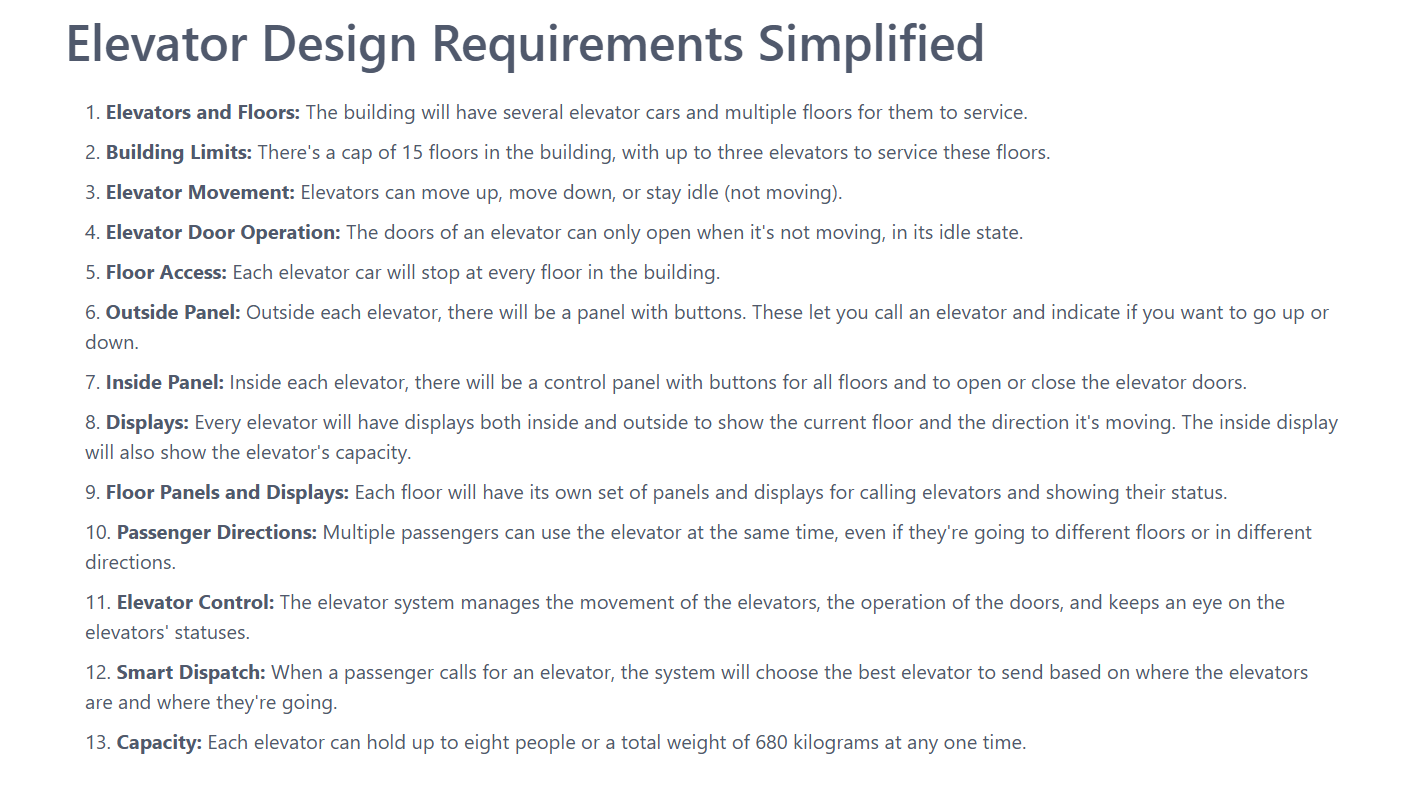 Elevator Design Requirements Simplified
1. Elevators and Floors: The building will have several elevator cars and multiple floors for them to service.
2. Building Limits: There's a cap of 15 floors in the building, with up to three elevators to service these floors.
3. Elevator Movement: Elevators can move up, move down, or stay idle (not moving).
4. Elevator Door Operation: The doors of an elevator can only open when it's not moving, in its idle state.
5. Floor Access: Each elevator car will stop at every floor in the building.
6. Outside Panel: Outside each elevator, there will be a panel with buttons. These let you call an elevator and indicate if you want to go up or
down.
7. Inside Panel: Inside each elevator, there will be a control panel with buttons for all floors and to open or close the elevator doors.
8. Displays: Every elevator will have displays both inside and outside to show the current floor and the direction it's moving. The inside display
will also show the elevator's capacity.
9. Floor Panels and Displays: Each floor will have its own set of panels and displays for calling elevators and showing their status.
10. Passenger Directions: Multiple passengers can use the elevator at the same time, even if they're going to different floors or in different
directions.
11. Elevator Control: The elevator system manages the movement of the elevators, the operation of the doors, and keeps an eye on the
elevators' statuses.
12. Smart Dispatch: When a passenger calls for an elevator, the system will choose the best elevator to send based on where the elevators
are and where they're going.
13. Capacity: Each elevator can hold up to eight people or a total weight of 680 kilograms at any one time.